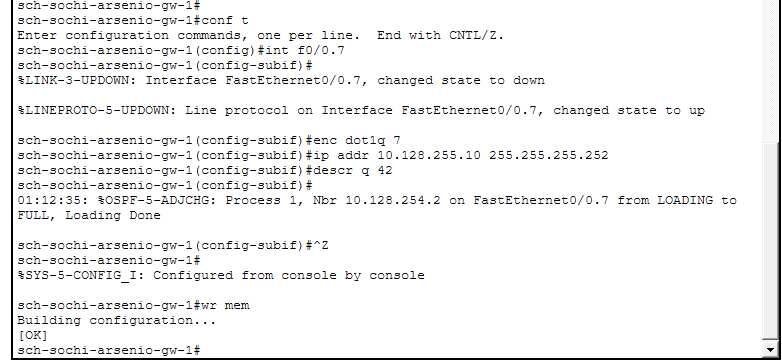 sch-sochi-arsenio-gw-1#
sch-sochi-arsenio-gw-1#conf t
Enter configuration commands, one per line.  End with CNTL/Z.
sch-sochi-arsenio-gw-1(config)#int f0/0.7
sch-sochi-arsenio-gw-1(config-subif)#
%LINK-3-UPDOWN: Interface FastEthernet0/0.7, changed state to down

%LINEPROTO-5-UPDOWN: Line protocol on Interface FastEthernet0/0.7, changed state to up

sch-sochi-arsenio-gw-1(config-subif)#enc dot1q 7
sch-sochi-arsenio-gw-1(config-subif)#ip addr 10.128.255.10 255.255.255.252
sch-sochi-arsenio-gw-1(config-subif)#descr q 42
sch-sochi-arsenio-gw-1(config-subif)#
01:12:35: %OSPF-5-ADJCHG: Process 1, Nbr 10.128.254.2 on FastEthernet0/0.7 from LOADING to
FULL, Loading Done

sch-sochi-arsenio-gw-1(config-subif)#^Z
sch-sochi-arsenio-gw-1#
%SYS-5-CONFIG_I: Configured from console by console

sch-sochi-arsenio-gw-1#wr mem
Building configuration...
[OK]
sch-sochi-arsenio-gw-1#